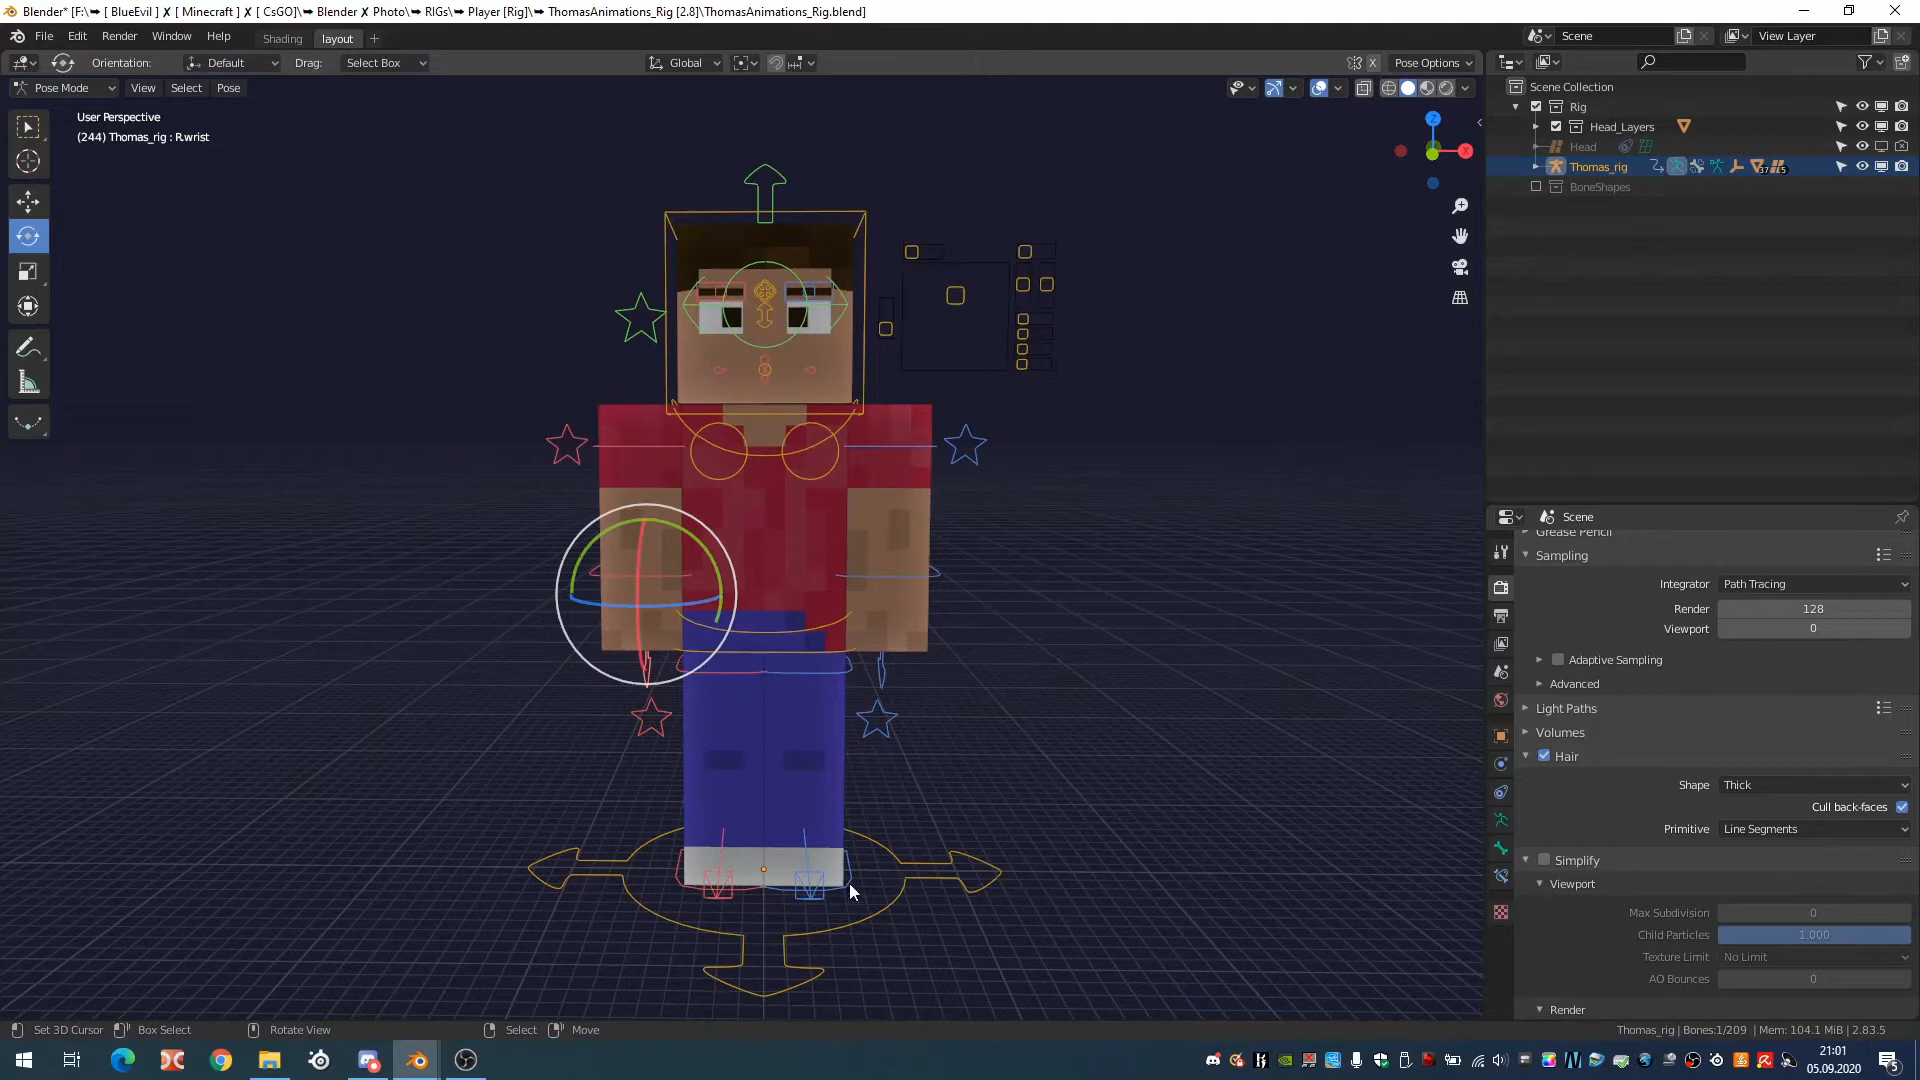 Blender* [F:\➥ [ BlueEvil ] ✗ [ Minecraft ] ✗ [ CsGO]\➥ Blender ✗ Photo\➥ RIGs\➥ Player [Rig]\➥ ThomasAnimations_Rig [2.8]\ThomasAnimations_Rig.blend]
File Edit Render Window Help Shading layout +
Scene View Layer
Orientation: Default Drag: Select Box Global X Pose Options
Pose Mode View Select Pose
User Perspective
(244) Thomas_rig : R.wrist
Z
X
Scene Collection
Rig
Head_Layers
Head
Thomas_rig 37 5
BoneShapes
Scene
Grease Pencil
Sampling
Integrator Path Tracing
Render 128
Viewport 0
Adaptive Sampling
Advanced
Light Paths
Volumes
Hair
Shape Thick
Cull back-faces
Primitive Line Segments
Simplify
Viewport
Max Subdivision 0
Child Particles 1.000
Texture Limit No Limit
AO Bounces 0
Render
Set 3D Cursor Box Select Rotate View Select Move
Thomas_rig | Bones:1/209 | Mem: 104.1 MiB | 2.83.5
21:01
05.09.2020
5